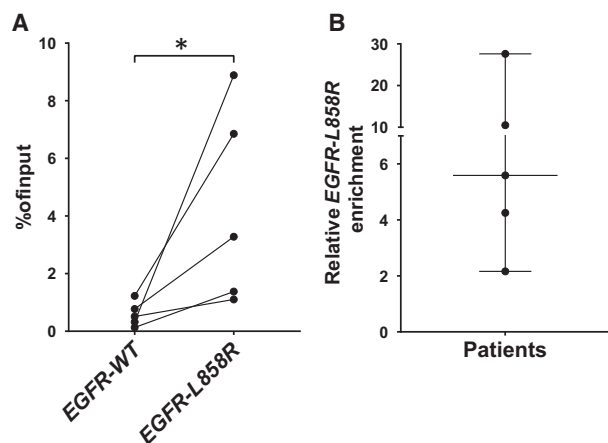 A
*
10
8
6
4
2
0
%ofinput
EGFR-WT
EGFR-L858R
B
30
20
10
6
4
2
0
Relative EGFR-L858R
enrichment
Patients